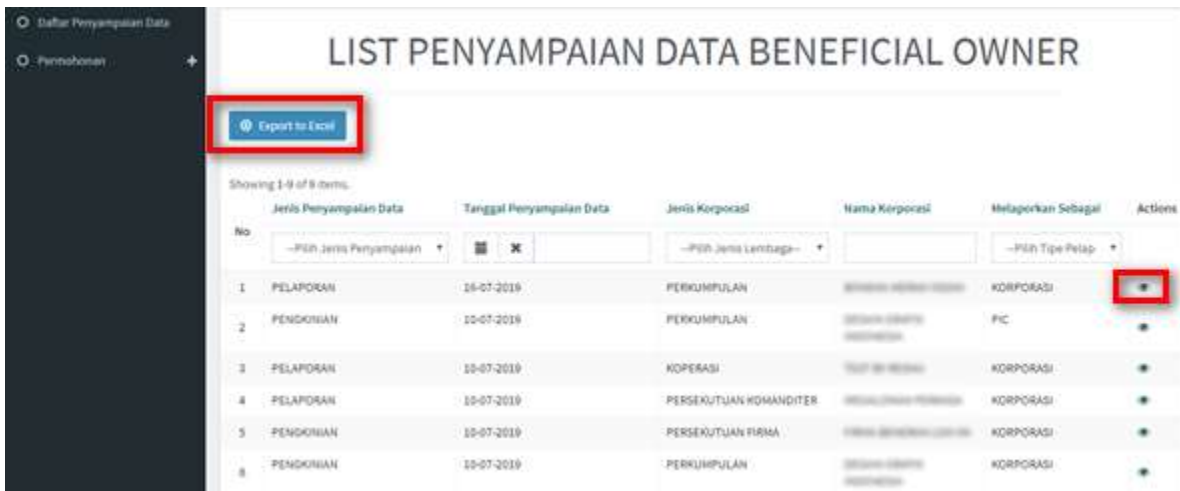 Daftar Penyampaian Data
Permohonan
LIST PENYAMPAIAN DATA BENEFICIAL OWNER
Export to Excel
Showing 1-9 of 9 items.
No Jenis Penyampaian Data Tanggal Penyampaian Data Jenis Korporasi Nama Korporasi Melaporkan Sebagai Actions
--Pilih Jenis Penyampaian --Pilih Jenis Lembaga-- --Pilih Tipe Pelap
1 PELAPORAN 16-07-2019 PERKUMPULAN KORPORASI
2 PENGKINIAN 10-07-2019 PERKUMPULAN PIC
3 PELAPORAN 10-07-2019 KOPERASI KORPORASI
4 PELAPORAN 10-07-2019 PERSEKUTUAN KOMANDITER KORPORASI
5 PENGKINIAN 10-07-2019 PERSEKUTUAN FIRMA KORPORASI
6 PENGKINIAN 10-07-2019 PERKUMPULAN KORPORASI